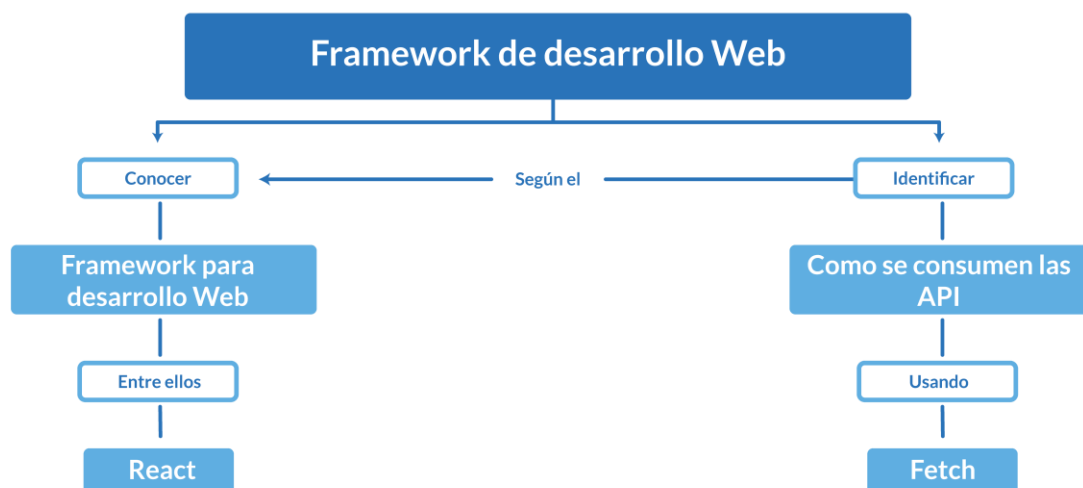 Framework de desarrollo Web
Conocer
Según el
Identificar
Framework para
desarrollo Web
Como se consumen las
API
Entre ellos
Usando
React
Fetch